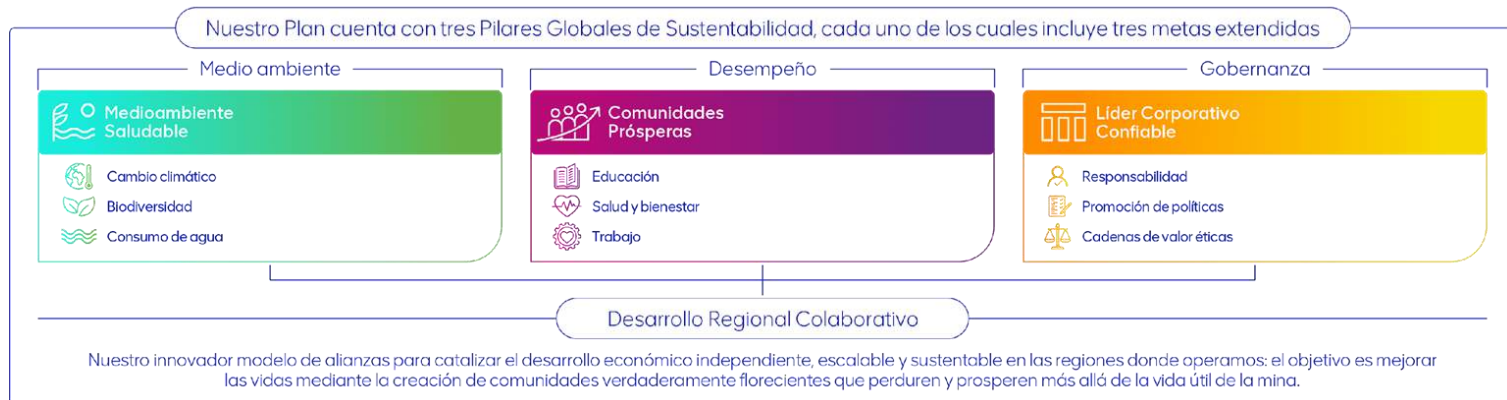 Nuestro Plan cuenta con tres Pilares Globales de Sustentabilidad, cada uno de los cuales incluye tres metas extendidas
Medio ambiente
Medioambiente
Saludable
Cambio climático
Biodiversidad
Consumo de agua
Desempeño
Comunidades
Prósperas
Educación
Salud y bienestar
Trabajo
Gobernanza
Líder Corporativo
Confiable
Responsabilidad
Promoción de políticas
Cadenas de valor éticas
Desarrollo Regional Colaborativo
Nuestro innovador modelo de alianzas para catalizar el desarrollo económico independiente, escalable y sustentable en las regiones donde operamos: el objetivo es mejorar
las vidas mediante la creación de comunidades verdaderamente florecientes que perduren y prosperen más allá de la vida útil de la mina.